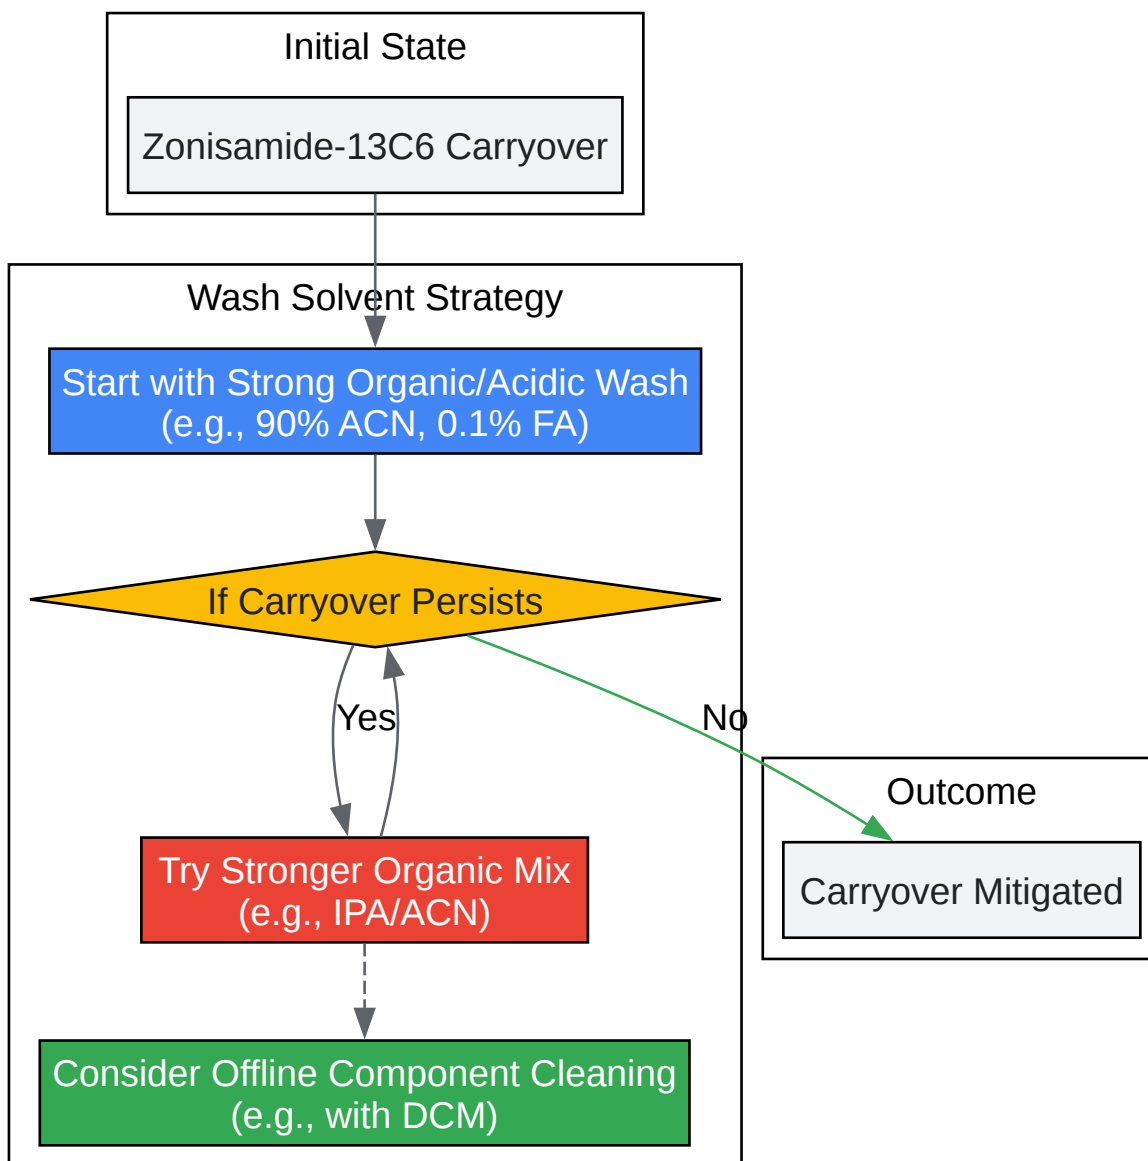 Initial State
Zonisamide-13C6 Carryover
Wash Solvent Strategy
Start with Strong Organic/Acidic Wash
(e.g., 90% ACN, 0.1% FA)
If Carryover Persists
Yes
No
Outcome
Try Stronger Organic Mix
(e.g., IPA/ACN)
Carryover Mitigated
Consider Offline Component Cleaning
(e.g., with DCM)